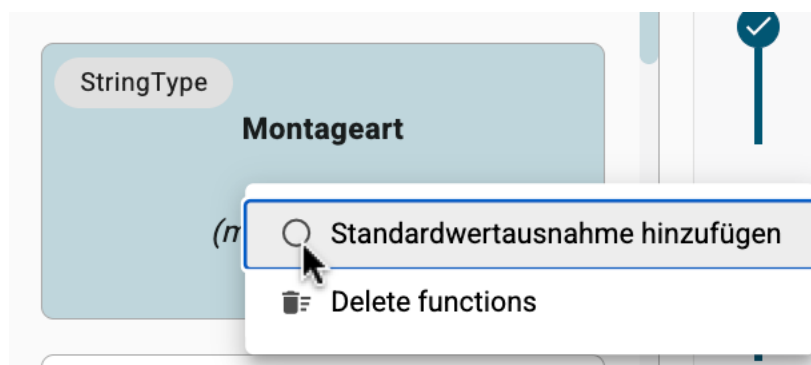 StringType
Montageart
Standardwertausnahme hinzufügen
Delete functions